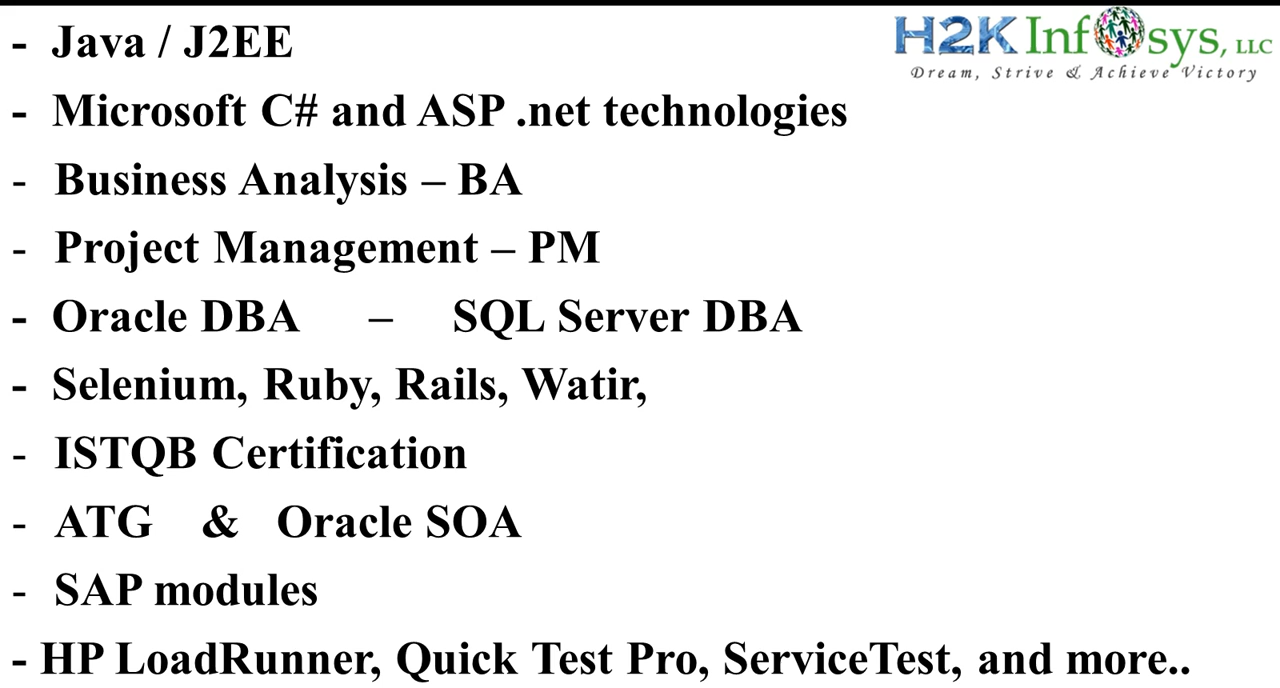 H2K Infosys, LLC
Dream, Strive & Achieve Victory
- Java / J2EE
- Microsoft C# and ASP .net technologies
- Business Analysis – BA
- Project Management – PM
- Oracle DBA – SQL Server DBA
- Selenium, Ruby, Rails, Watir,
- ISTQB Certification
- ATG & Oracle SOA
- SAP modules
- HP LoadRunner, Quick Test Pro, ServiceTest, and more..